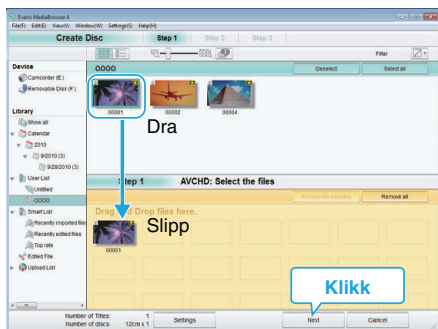 Everio MediaBrowser 4
File(F) Edit(E) View(V) Window(W) Settings(S) Help(H)
Create Disc Step 1 Step 2 Step 3
Filter
Device
Camcorder (E:)
Removable Disk (F:)
Library
Show all
Calendar
2010
9/2010 (3)
9/28/2010 (3)
User List
Untitled
0000
Smart List
Recently imported files
Recently edited files
Top rate
Edited File
Upload List
0000 Deselect Select all
00001 00002 00004
Dra
Step 1 AVCHD: Select the files
Remove the selected Remove all
Drag and Drop files here.
Slipp
00001
Klikk
Number of Titles: 1
Number of discs: 12cm x 1
Settings Next Cancel